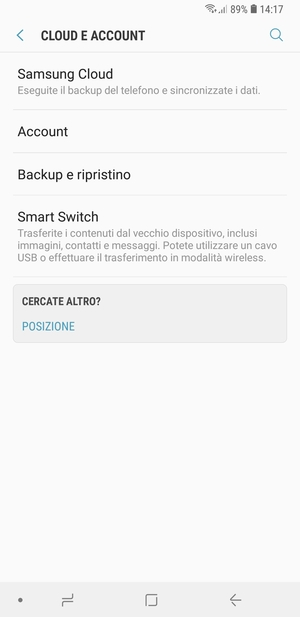 89% 14:17
CLOUD E ACCOUNT
Samsung Cloud
Eseguite il backup del telefono e sincronizzate i dati.
Account
Backup e ripristino
Smart Switch
Trasferite i contenuti dal vecchio dispositivo, inclusi
immagini, contatti e messaggi. Potete utilizzare un cavo
USB o effettuare il trasferimento in modalità wireless.
CERCATE ALTRO?
POSIZIONE